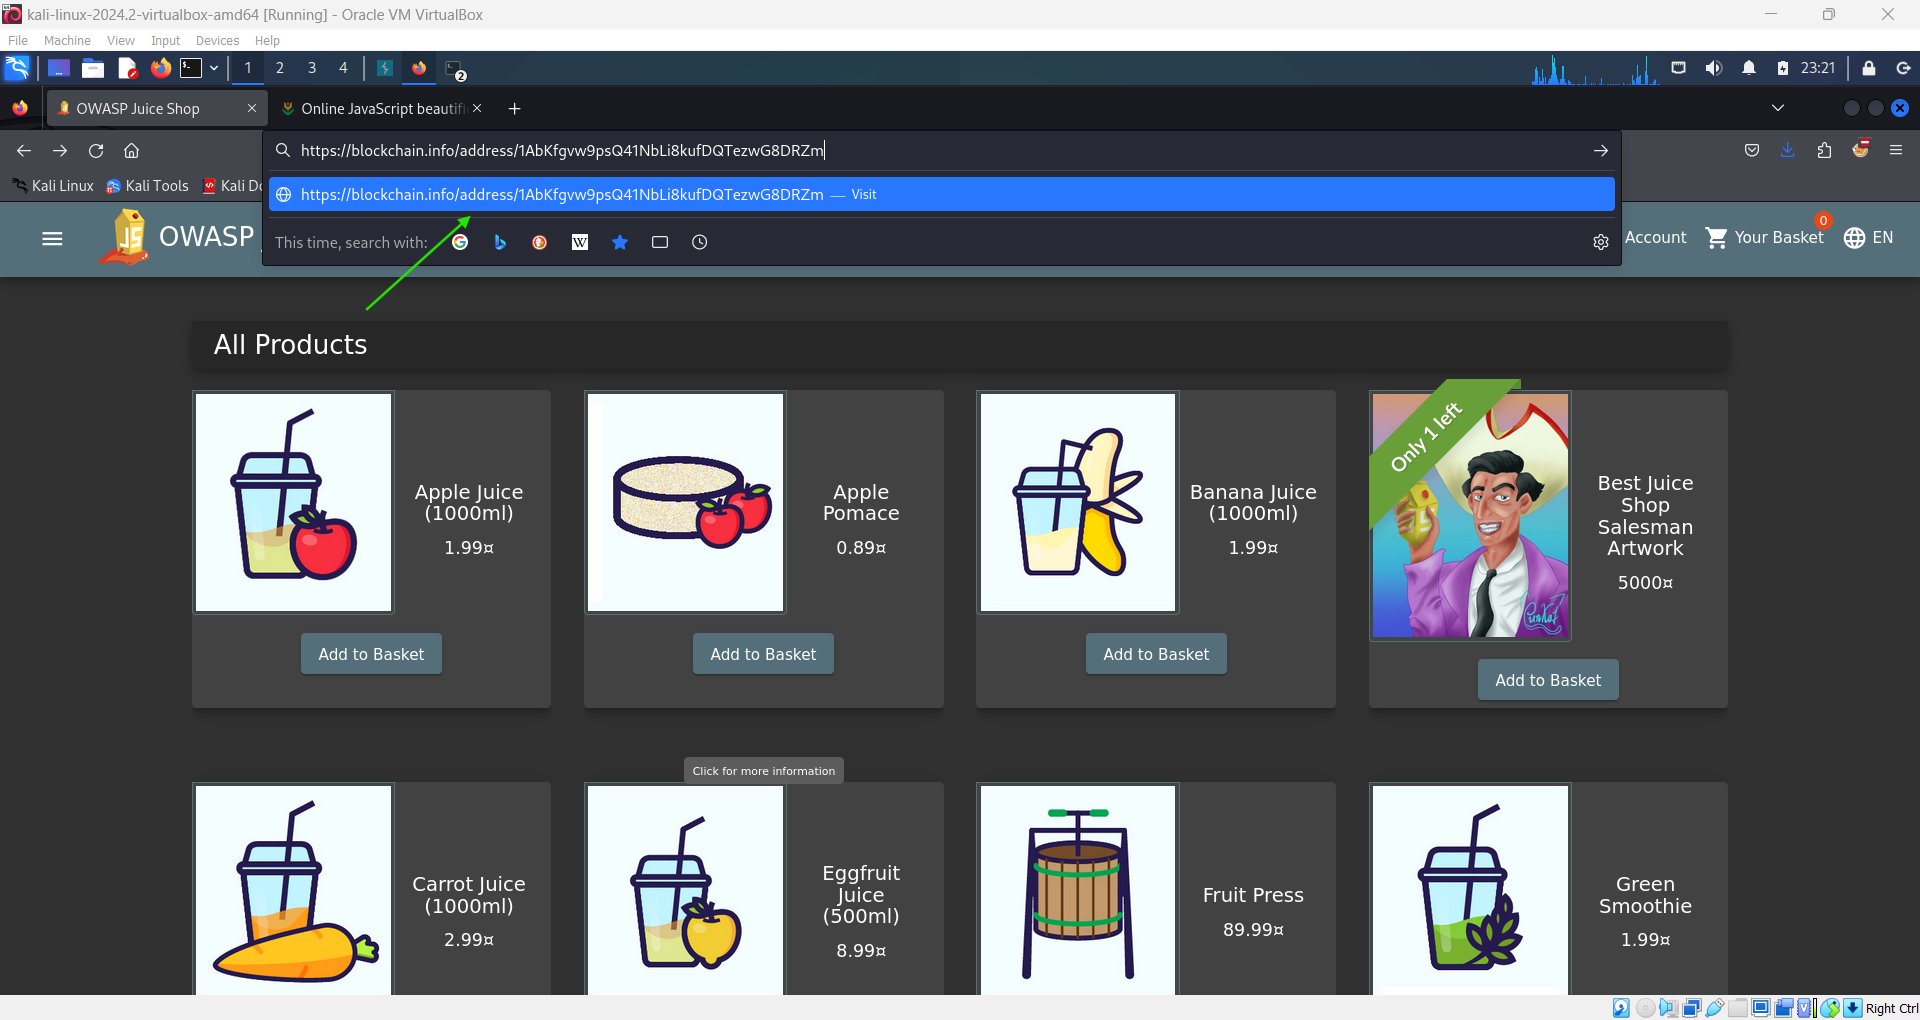 kali-linux-2024.2-virtualbox-amd64 [Running] - Oracle VM VirtualBox
File Machine View Input Devices Help
1 2 3 4 2 23:21
OWASP Juice Shop Online JavaScript beautifi
https://blockchain.info/address/1AbKfgvw9psQ41NbLi8kufDQTezwG8DRZm
Kali Linux Kali Tools Kali Do
https://blockchain.info/address/1AbKfgvw9psQ41NbLi8kufDQTezwG8DRZm — Visit
This time, search with:
OWASP Account Your Basket 0 EN
All Products
Only 1 left
Apple Juice
(1000ml)
1.99¤
Add to Basket
Apple
Pomace
0.89¤
Add to Basket
Banana Juice
(1000ml)
1.99¤
Add to Basket
Best Juice
Shop
Salesman
Artwork
5000¤
Add to Basket
Click for more information
Carrot Juice
(1000ml)
2.99¤
Eggfruit
Juice
(500ml)
8.99¤
Fruit Press
89.99¤
Green
Smoothie
1.99¤
Right Ctrl